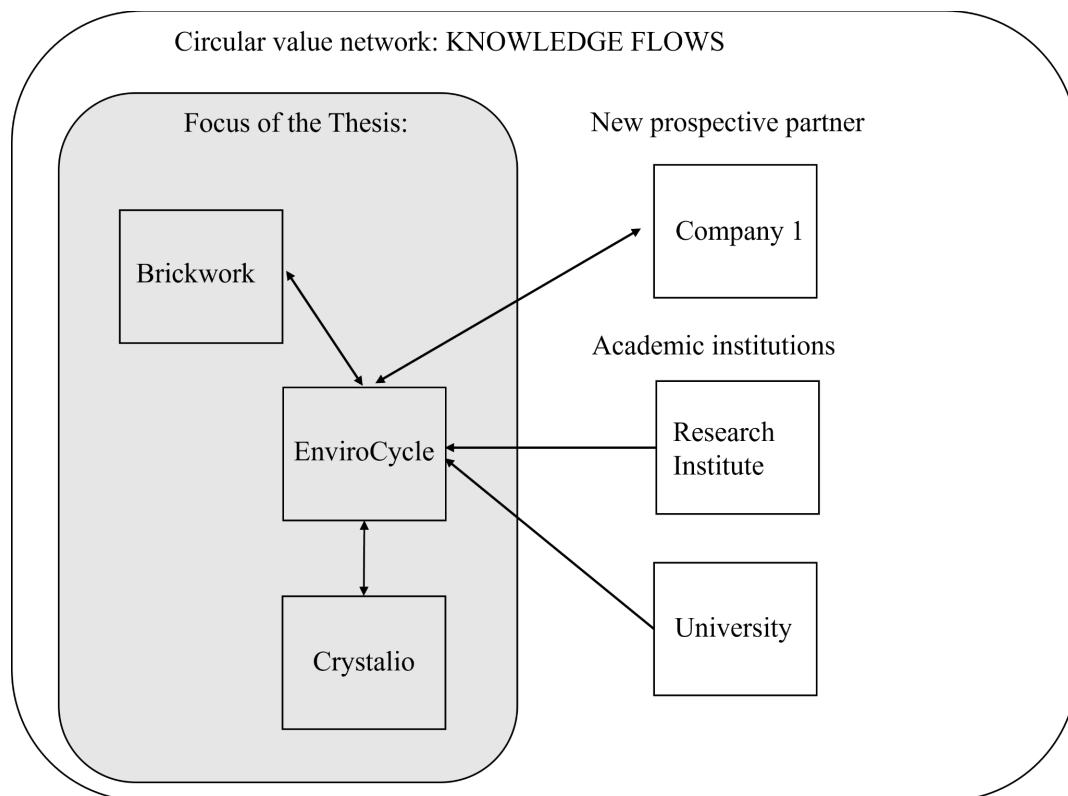 Circular value network: KNOWLEDGE FLOWS
Focus of the Thesis:
New prospective partner
Company 1
Brickwork
Academic institutions
Research
Institute
EnviroCycle
University
Crystalio